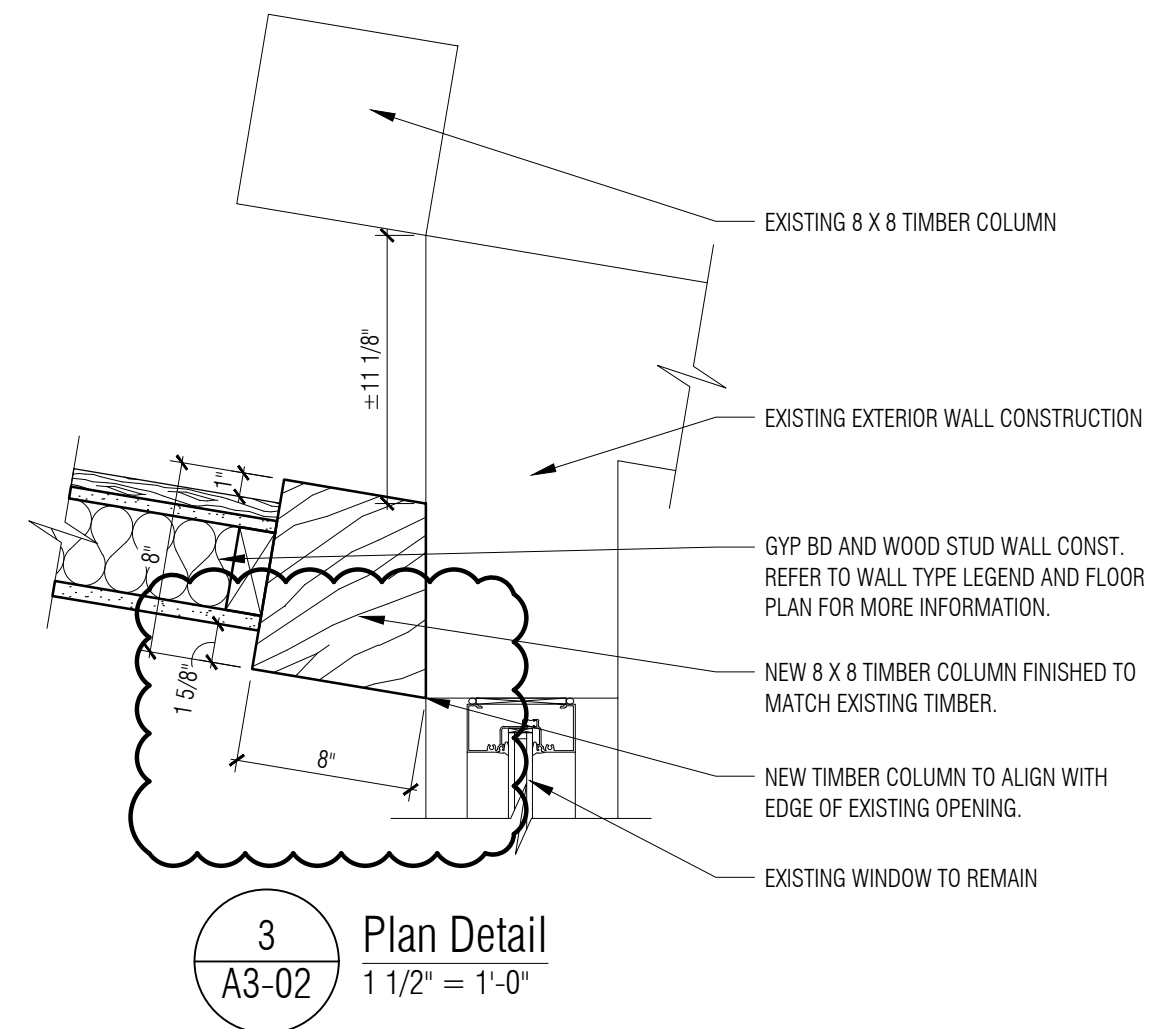 EXISTING 8 X 8 TIMBER COLUMN
±11 1/8"
EXISTING EXTERIOR WALL CONSTRUCTION
1"
8"
GYP BD AND WOOD STUD WALL CONST.
REFER TO WALL TYPE LEGEND AND FLOOR
PLAN FOR MORE INFORMATION.
1 5/8"
NEW 8 X 8 TIMBER COLUMN FINISHED TO
MATCH EXISTING TIMBER.
8"
NEW TIMBER COLUMN TO ALIGN WITH
EDGE OF EXISTING OPENING.
EXISTING WINDOW TO REMAIN
3
A3-02
Plan Detail
1 1/2" = 1'-0"